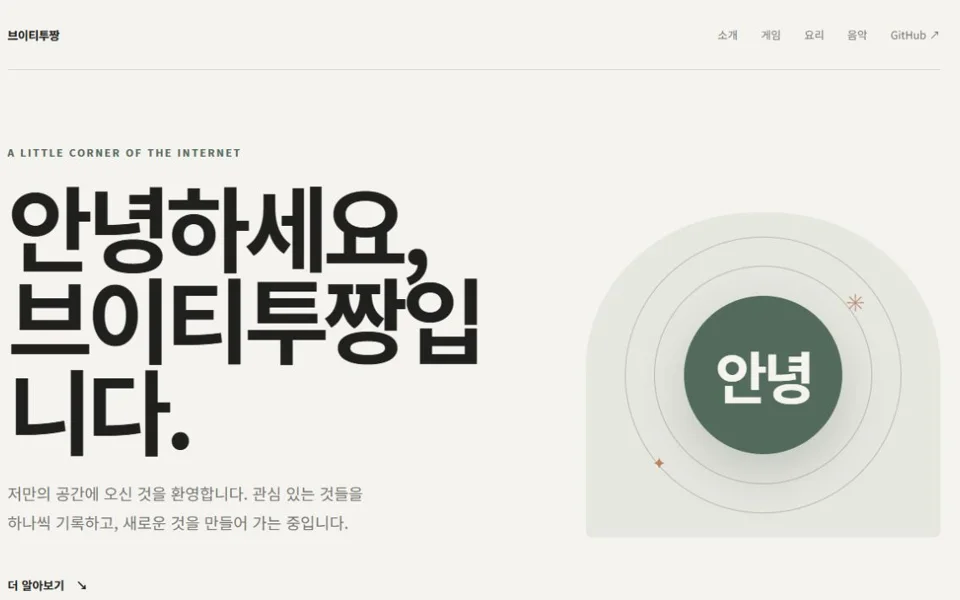 브이티투짱
소개 게임 요리 음악 GitHub ↗
A LITTLE CORNER OF THE INTERNET
안녕하세요,
브이티투짱입
니다.
안녕
저만의 공간에 오신 것을 환영합니다. 관심 있는 것들을
하나씩 기록하고, 새로운 것을 만들어 가는 중입니다.
더 알아보기 ↘